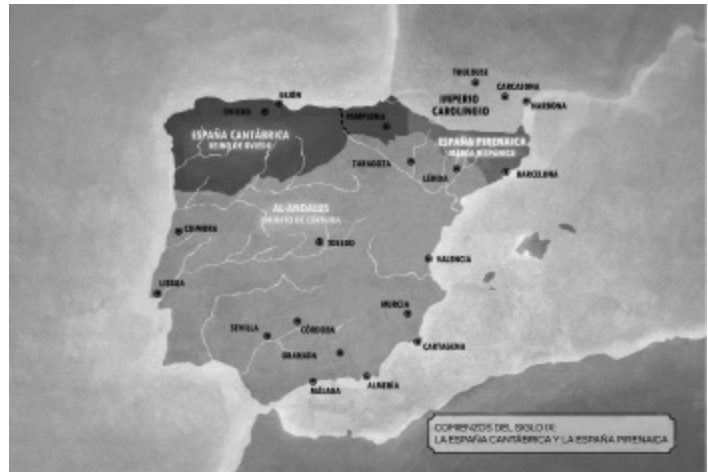 TOULOUSE
CARCASONA
GIJÓN
IMPERIO
CAROLINGIO
NARBONA
OVIEDO
PAMPLONA
ESPAÑA CANTÁBRICA
REINO DE OVIEDO
ESPAÑA PIRENAICA
MARCA HISPÁNICA
ZARAGOZA
LÉRIDA
BARCELONA
AL-ANDALUS
EMIRATO DE CÓRDOBA
COIMBRA
TOLEDO
VALENCIA
LISBOA
MURCIA
SEVILLA
CÓRDOBA
CARTAGENA
GRANADA
ALMERÍA
MÁLAGA
COMIENZOS DEL SIGLO IX:
LA ESPAÑA CANTÁBRICA Y LA ESPAÑA PIRENAICA